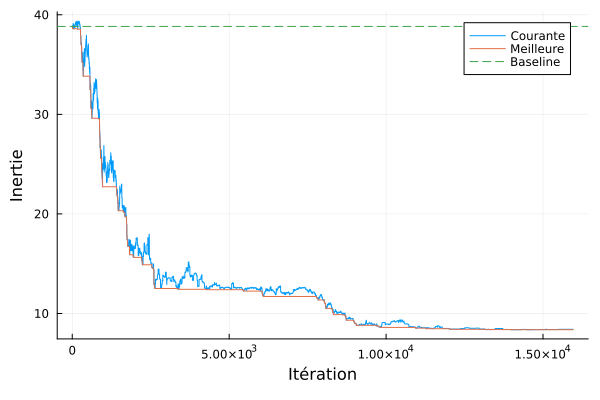 40
30
20
10
Inertie
Courante
Meilleure
Baseline
0
5.00×10³
1.00×10⁴
1.50×10⁴
Itération